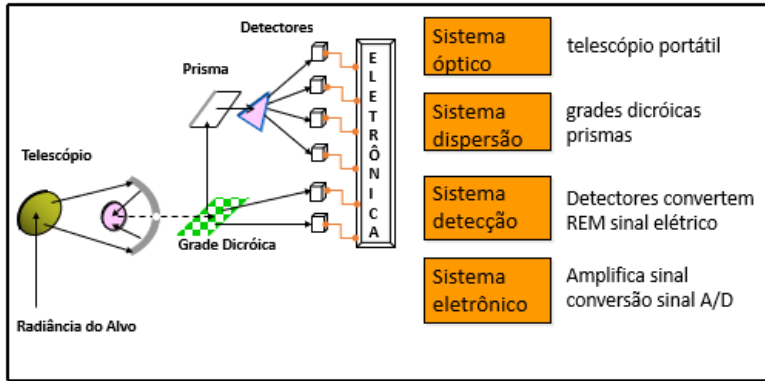 Detectores
Prisma
Telescópio
Grade Dicróica
Radiância do Alvo
ELETRÔNICA
Sistema
óptico
telescópio portátil
Sistema
dispersão
grades dicróicas
prismas
Sistema
detecção
Detectores convertem
REM sinal elétrico
Sistema
eletrônico
Amplifica sinal
conversão sinal A/D